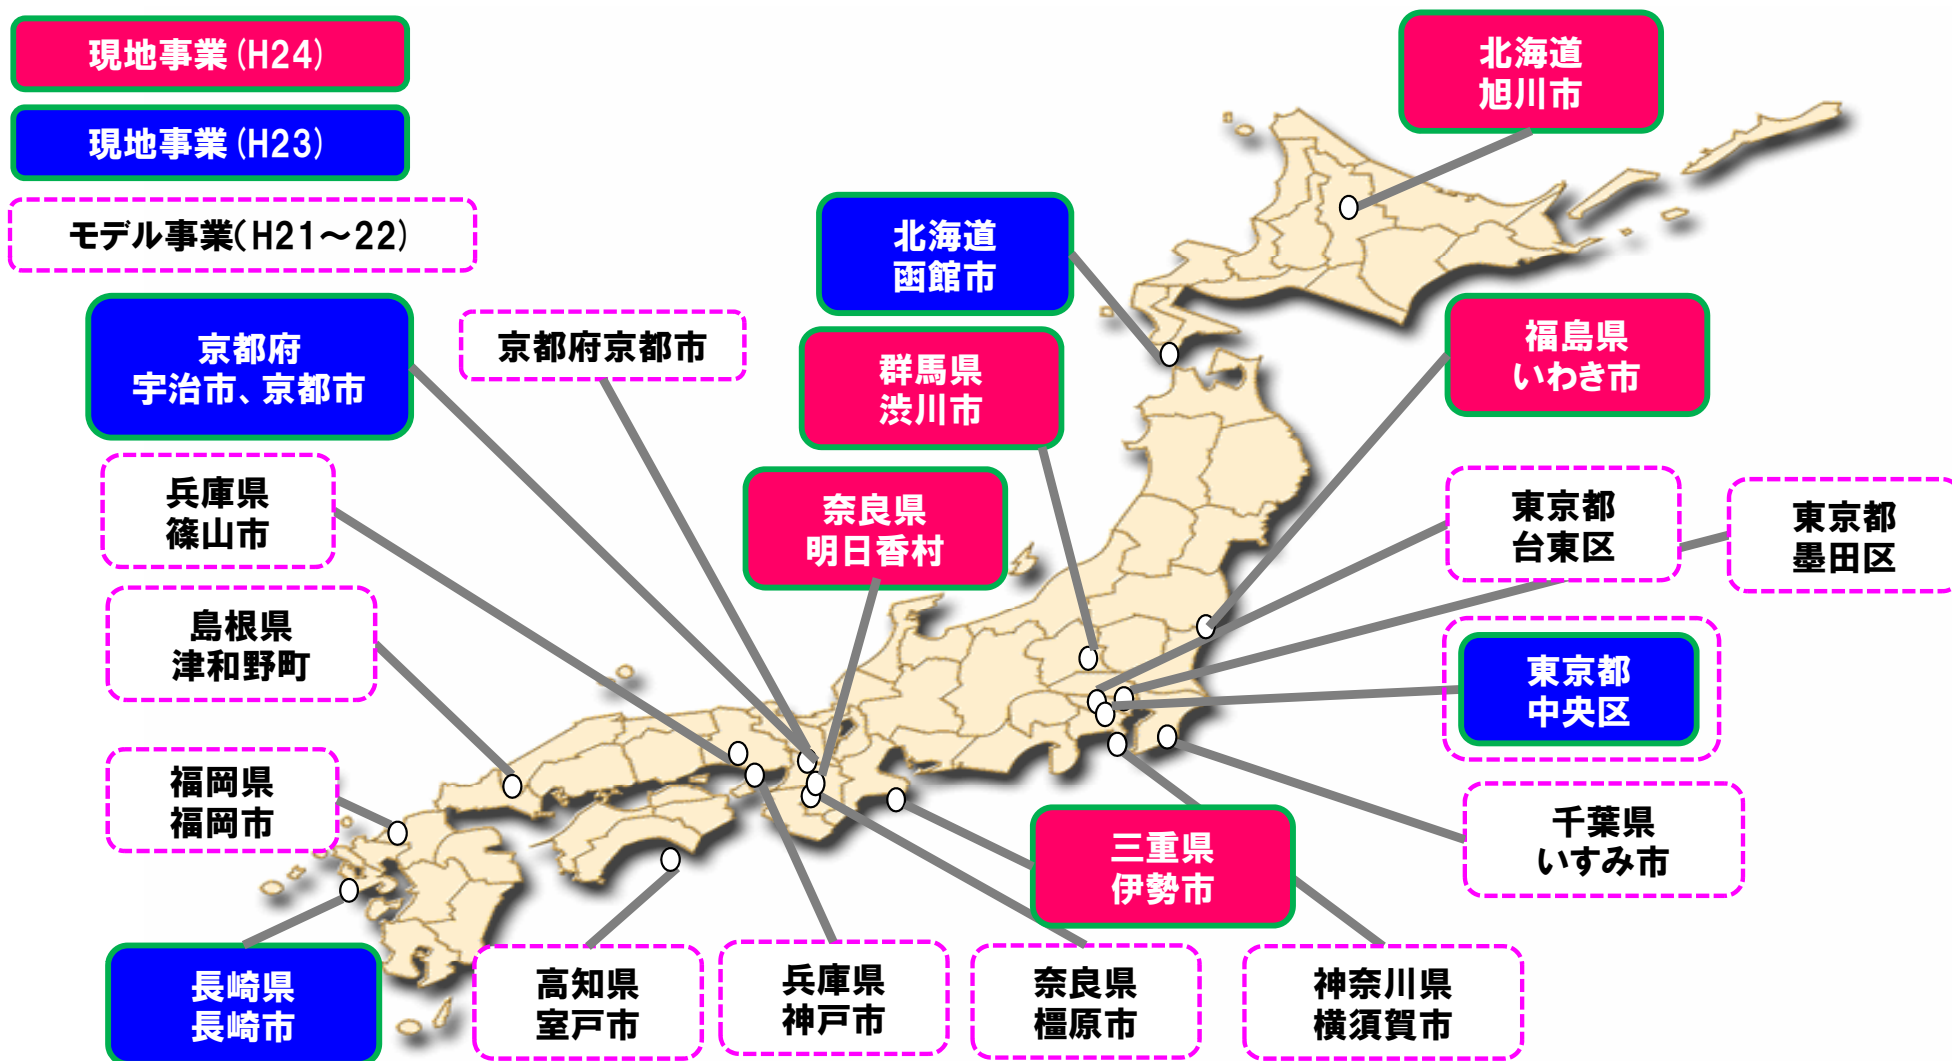 現地事業(H24)
現地事業(H23)
モデル事業(H21～22)
北海道
旭川市
北海道
函館市
京都府
宇治市、京都市
京都府京都市
群馬県
渋川市
福島県
いわき市
兵庫県
篠山市
奈良県
明日香村
東京都
台東区
東京都
墨田区
島根県
津和野町
東京都
中央区
福岡県
福岡市
三重県
伊勢市
千葉県
いすみ市
長崎県
長崎市
高知県
室戸市
兵庫県
神戸市
奈良県
橿原市
神奈川県
横須賀市